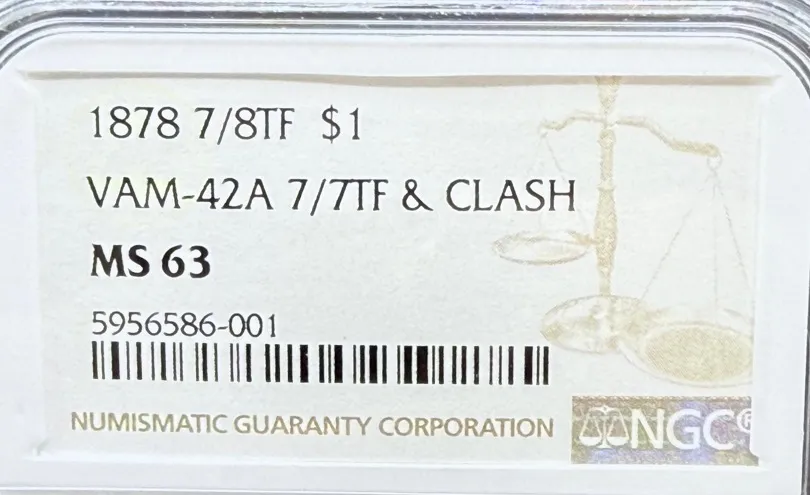 1878 7/8TF $1
VAM-42A 7/7TF & CLASH
MS 63
5956586-001
NUMISMATIC GUARANTY CORPORATION
NGC®